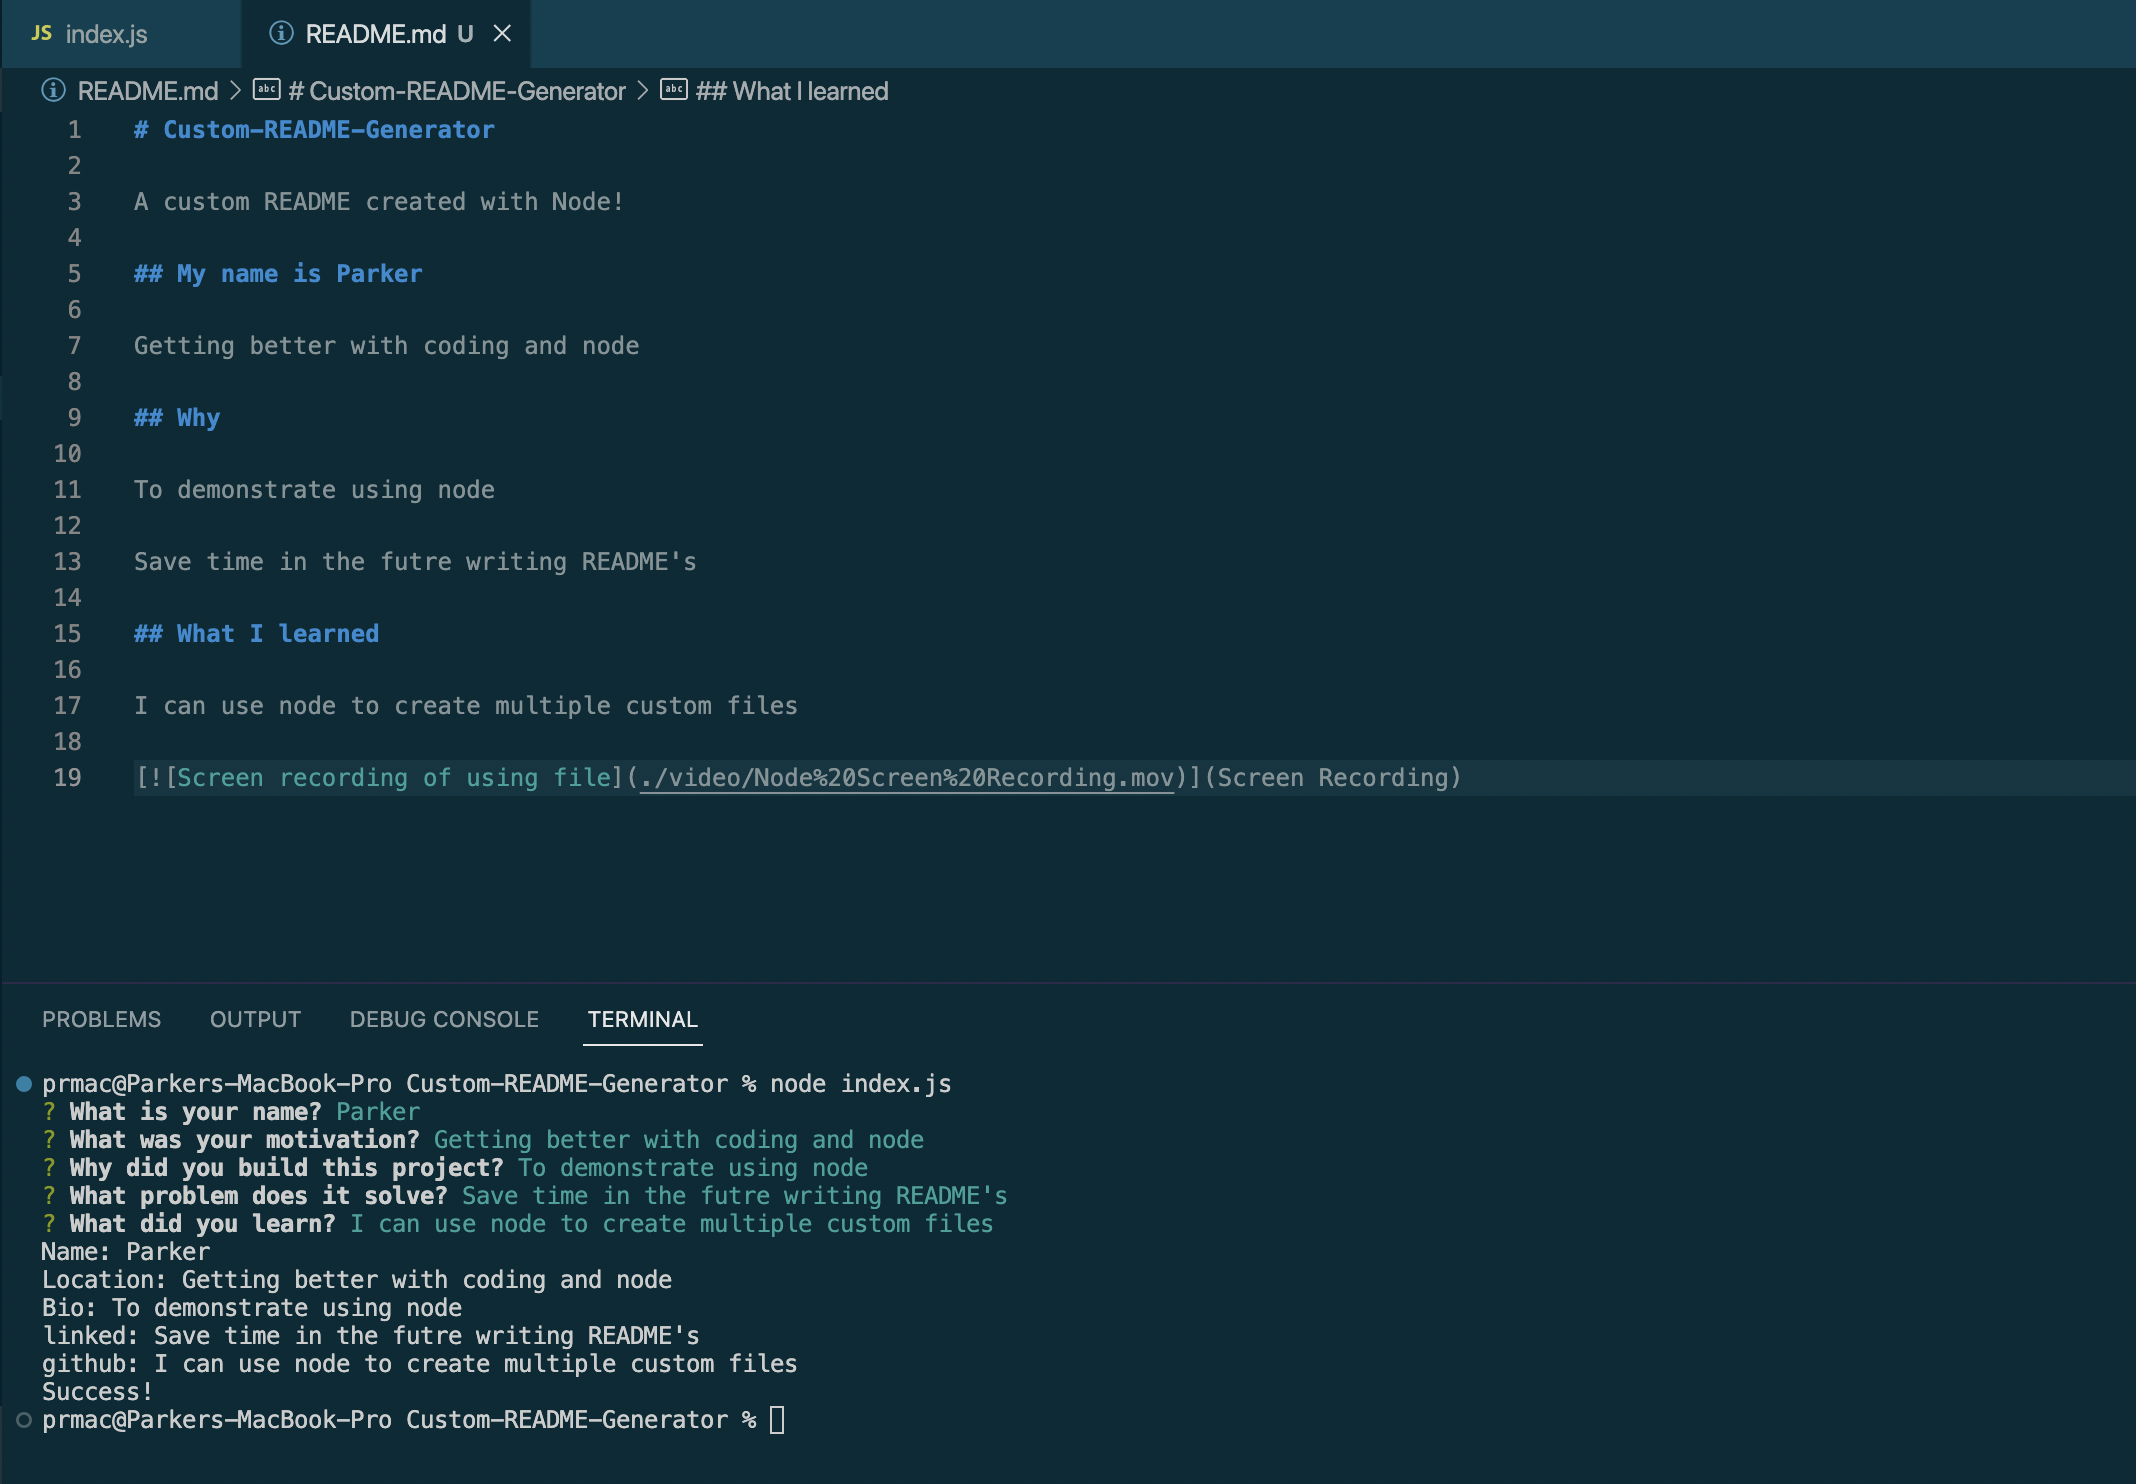 JS index.js README.md U
README.md > # Custom-README-Generator > ## What I learned
1 # Custom-README-Generator
2
3 A custom README created with Node!
4
5 ## My name is Parker
6
7 Getting better with coding and node
8
9 ## Why
10
11 To demonstrate using node
12
13 Save time in the futre writing README's
14
15 ## What I learned
16
17 I can use node to create multiple custom files
18
19 [![Screen recording of using file](./video/Node%20Screen%20Recording.mov)](Screen Recording)
PROBLEMS OUTPUT DEBUG CONSOLE TERMINAL
prmac@Parkers-MacBook-Pro Custom-README-Generator % node index.js
? What is your name? Parker
? What was your motivation? Getting better with coding and node
? Why did you build this project? To demonstrate using node
? What problem does it solve? Save time in the futre writing README's
? What did you learn? I can use node to create multiple custom files
Name: Parker
Location: Getting better with coding and node
Bio: To demonstrate using node
linked: Save time in the futre writing README's
github: I can use node to create multiple custom files
Success!
prmac@Parkers-MacBook-Pro Custom-README-Generator %